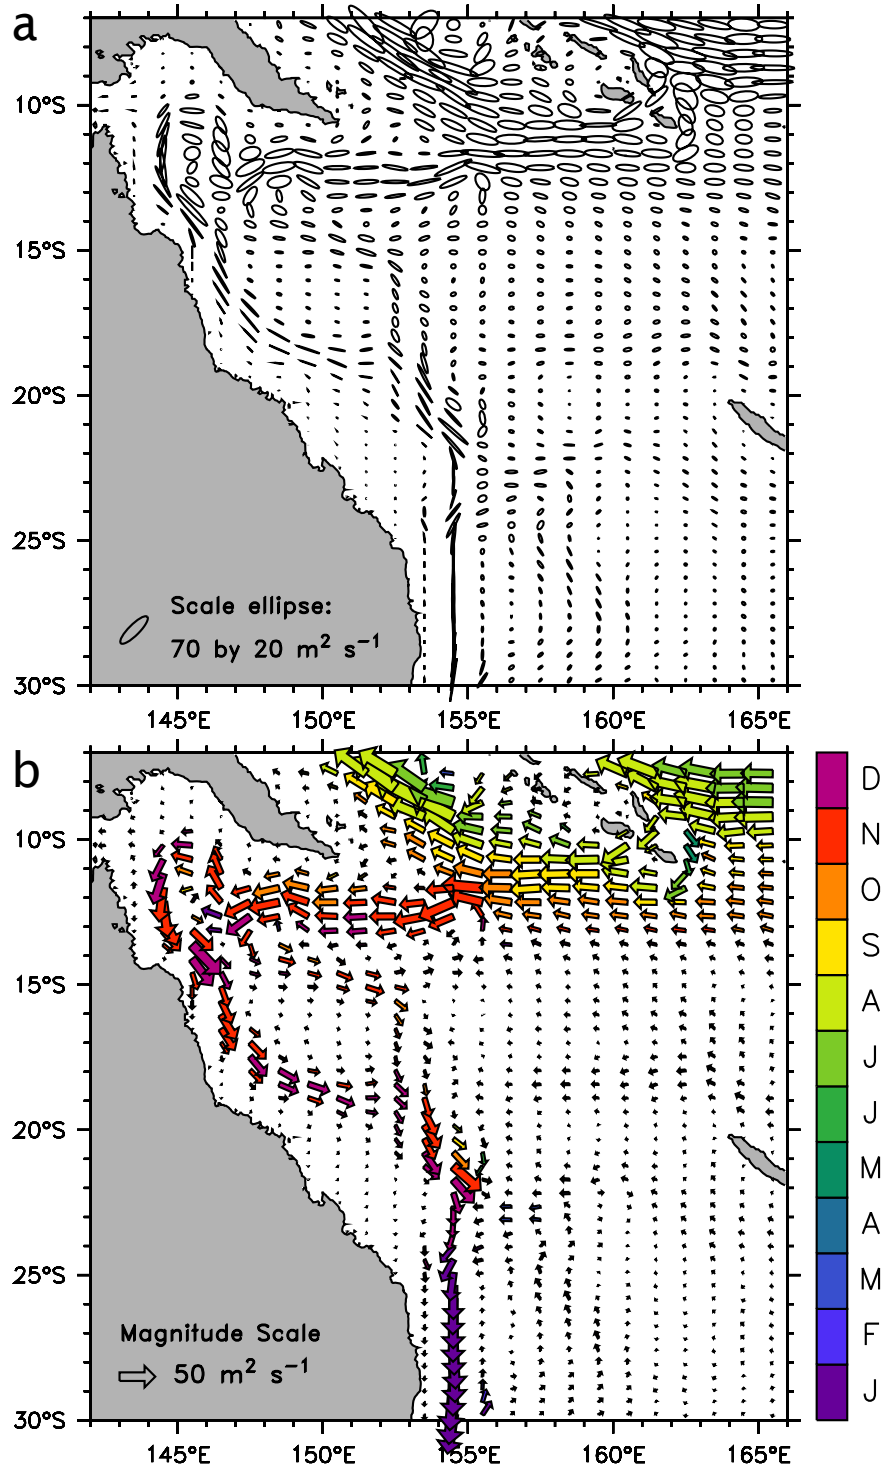 a
10°S
15°S
20°S
25°S
30°S
Scale ellipse:
70 by 20 m² s⁻¹
145°E 150°E 155°E 160°E 165°E
b
10°S
15°S
20°S
25°S
30°S
Magnitude Scale
50 m² s⁻¹
145°E 150°E 155°E 160°E 165°E
D
N
O
S
A
J
J
M
A
M
F
J